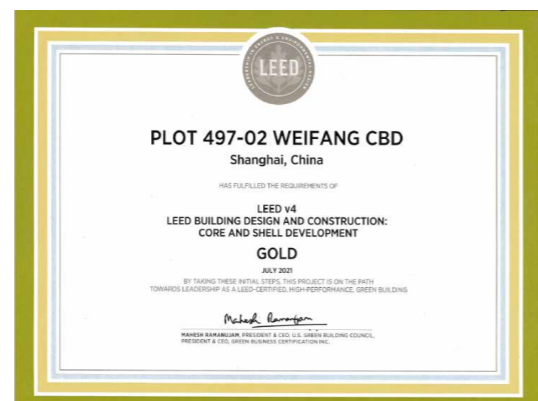 LEED
PLOT 497-02 WEIFANG CBD
Shanghai, China
HAS FULFILLED THE REQUIREMENTS OF
LEED v4
LEED BUILDING DESIGN AND CONSTRUCTION:
CORE AND SHELL DEVELOPMENT
GOLD
JULY 2021
BY TAKING THESE INITIAL STEPS, THIS PROJECT IS ON THE PATH
TOWARDS LEADERSHIP AS A LEED-CERTIFIED, HIGH-PERFORMANCE, GREEN BUILDING
Mahesh Ramanujam
MAHESH RAMANUJAM, PRESIDENT & CEO, U.S. GREEN BUILDING COUNCIL,
PRESIDENT & CEO, GREEN BUSINESS CERTIFICATION INC.